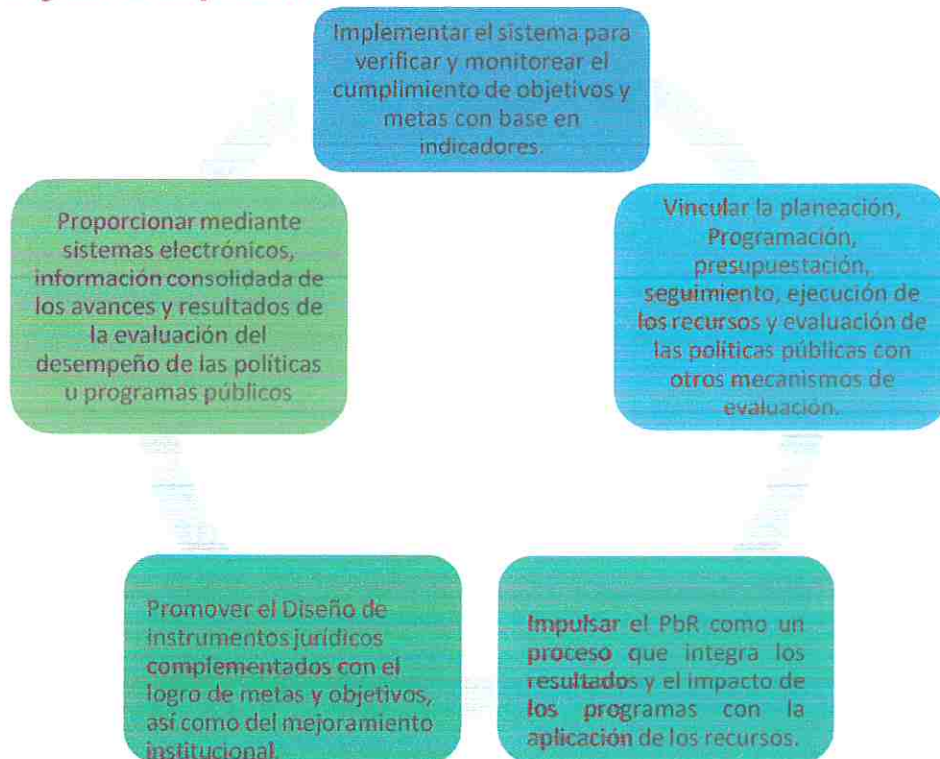 Implementar el sistema para
verificar y monitorear el
cumplimiento de objetivos y
metas con base en
indicadores.
Vincular la planeación,
Programación,
presupuestación,
seguimiento, ejecución de
los recursos y evaluación de
las políticas públicas con
otros mecanismos de
evaluación.
Impulsar el PbR como un
proceso que integra los
resultados y el impacto de
los programas con la
aplicación de los recursos.
Promover el Diseño de
instrumentos jurídicos
complementados con el
logro de metas y objetivos,
así como del mejoramiento
institucional.
Proporcionar mediante
sistemas electrónicos,
información consolidada de
los avances y resultados de
la evaluación del
desempeño de las políticas
u programas públicos